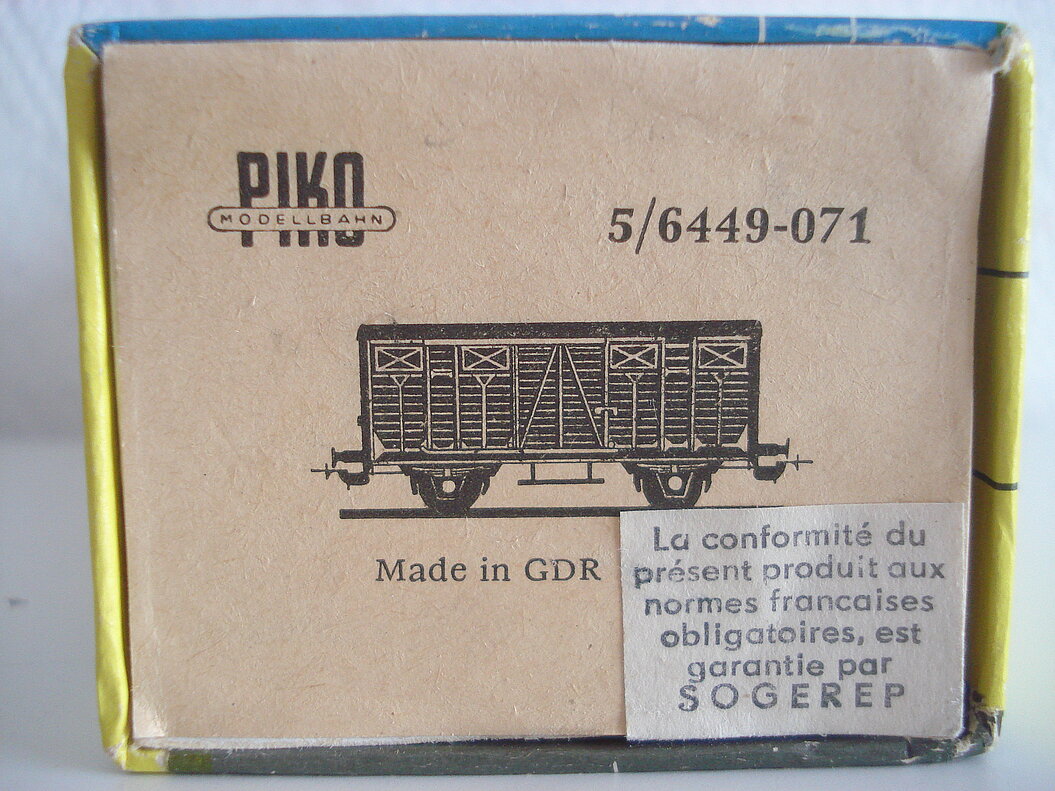 PIKO
MODELLBAHN
5/6449-071
Made in GDR
La conformité du
présent produit aux
normes francaises
obligatoires, est
garantie par
SOGEREP